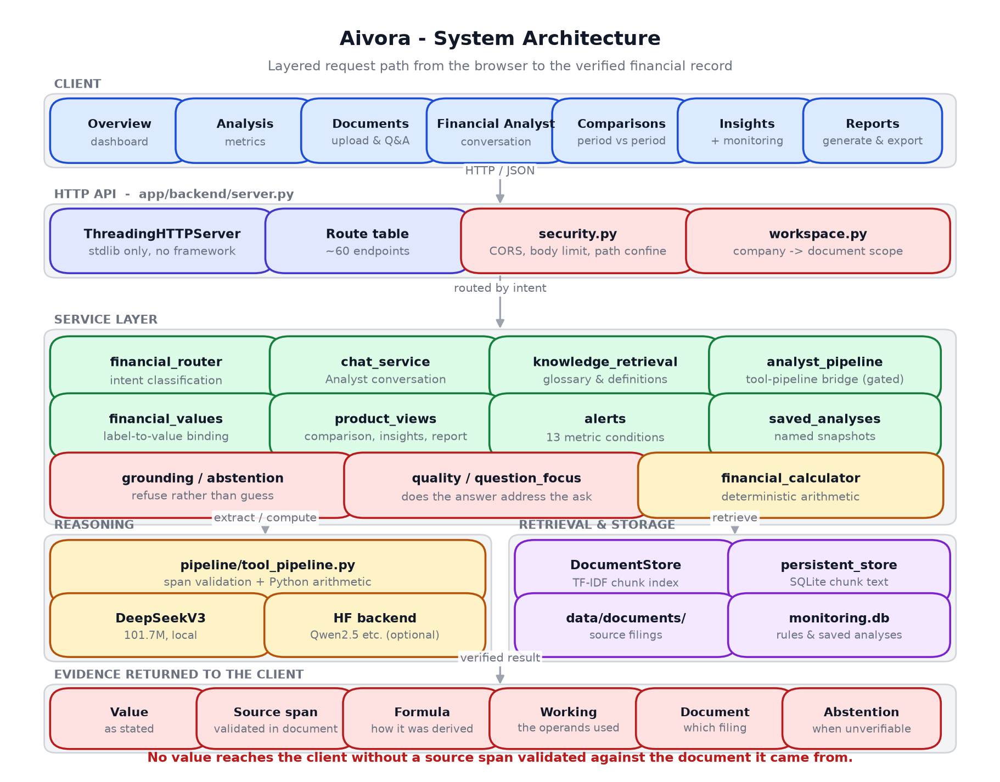 Aivora - System Architecture
Layered request path from the browser to the verified financial record
CLIENT
Overview
dashboard
Analysis
metrics
Documents
upload & Q&A
Financial Analyst
conversation
Comparisons
period vs period
Insights
+ monitoring
Reports
generate & export
HTTP / JSON
HTTP API - app/backend/server.py
ThreadingHTTPServer
stdlib only, no framework
Route table
~60 endpoints
security.py
CORS, body limit, path confine
workspace.py
company -> document scope
routed by intent
SERVICE LAYER
financial_router
intent classification
chat_service
Analyst conversation
knowledge_retrieval
glossary & definitions
analyst_pipeline
tool-pipeline bridge (gated)
financial_values
label-to-value binding
product_views
comparison, insights, report
alerts
13 metric conditions
saved_analyses
named snapshots
grounding / abstention
refuse rather than guess
quality / question_focus
does the answer address the ask
financial_calculator
deterministic arithmetic
extract / compute
retrieve
REASONING
pipeline/tool_pipeline.py
span validation + Python arithmetic
DeepSeekV3
101.7M, local
HF backend
Qwen2.5 etc. (optional)
RETRIEVAL & STORAGE
DocumentStore
TF-IDF chunk index
persistent_store
SQLite chunk text
data/documents/
source filings
monitoring.db
rules & saved analyses
verified result
EVIDENCE RETURNED TO THE CLIENT
Value
as stated
Source span
validated in document
Formula
how it was derived
Working
the operands used
Document
which filing
Abstention
when unverifiable
No value reaches the client without a source span validated against the document it came from.